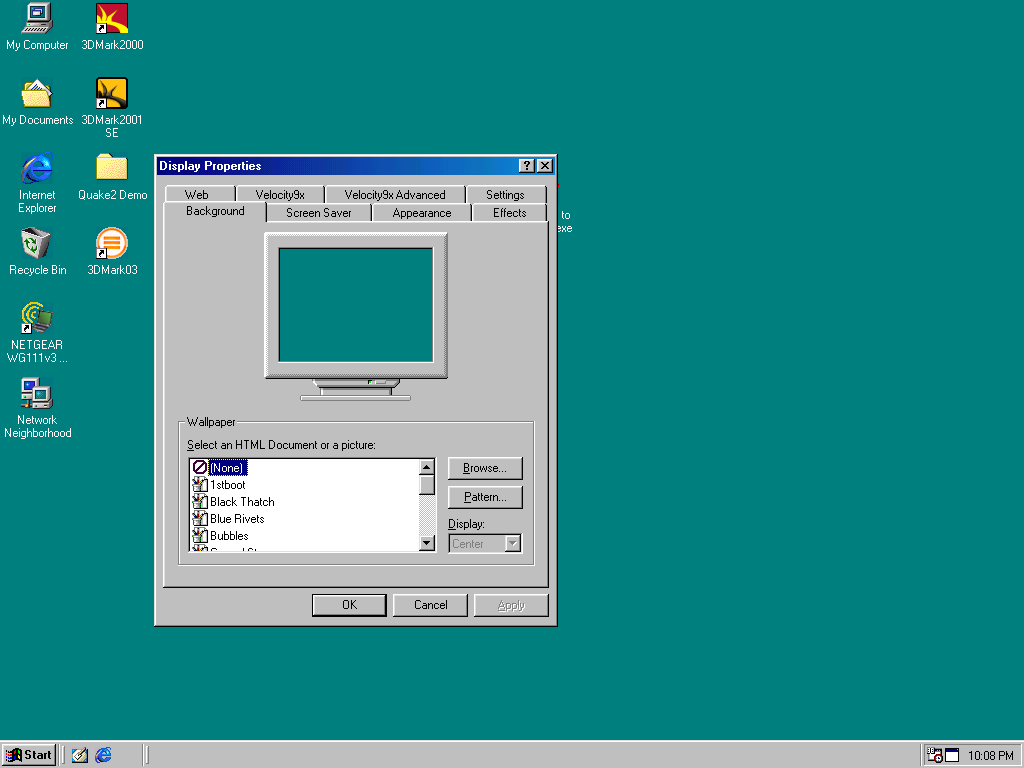 My Computer
3DMark2000
My Documents
3DMark2001
SE
Internet
Explorer
Quake2 Demo
Recycle Bin
3DMark03
NETGEAR
WG111v3 ...
Network
Neighborhood
to
exe
Display Properties
Web
Velocity9x
Velocity9x Advanced
Settings
Background
Screen Saver
Appearance
Effects
Wallpaper
Select an HTML Document or a picture:
(None)
1stboot
Black Thatch
Blue Rivets
Bubbles
Browse...
Pattern...
Display:
Center
OK
Cancel
Apply
Start
10:08 PM